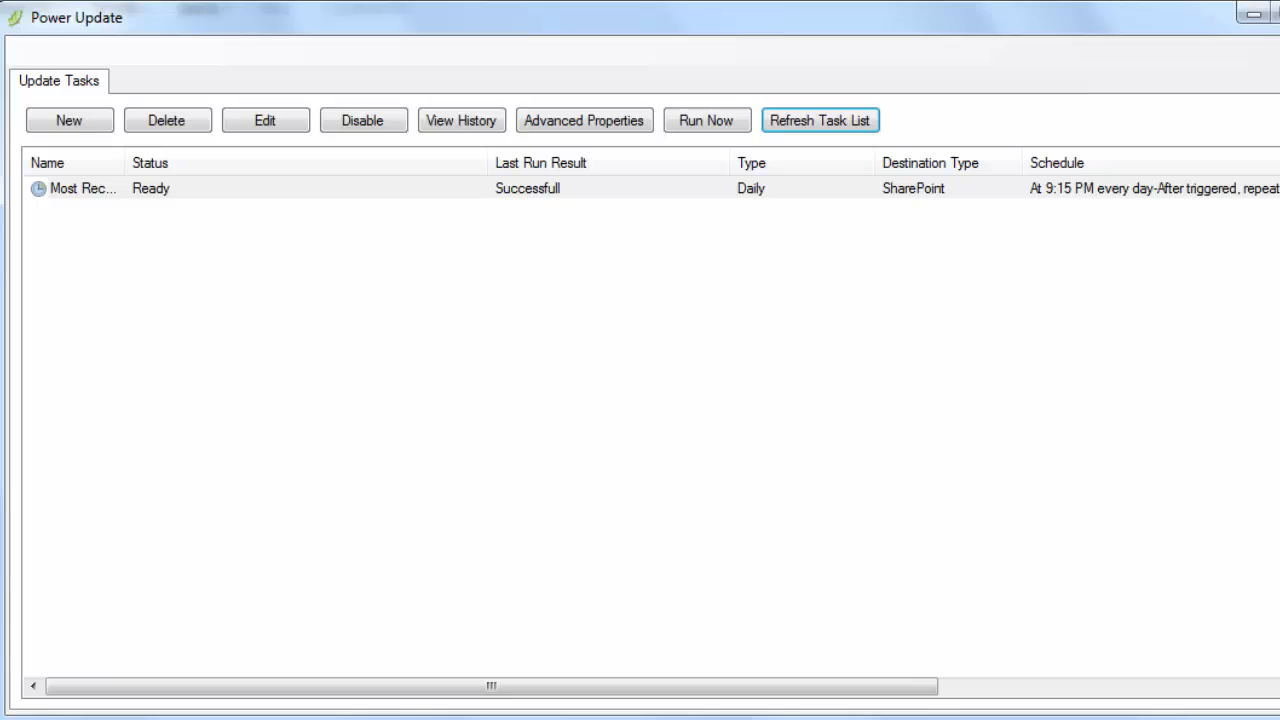 Power Update
Update Tasks
New Delete Edit Disable View History Advanced Properties Run Now Refresh Task List
Name Status Last Run Result Type Destination Type Schedule
Most Rec... Ready Successfull Daily SharePoint At 9:15 PM every day-After triggered, repeat